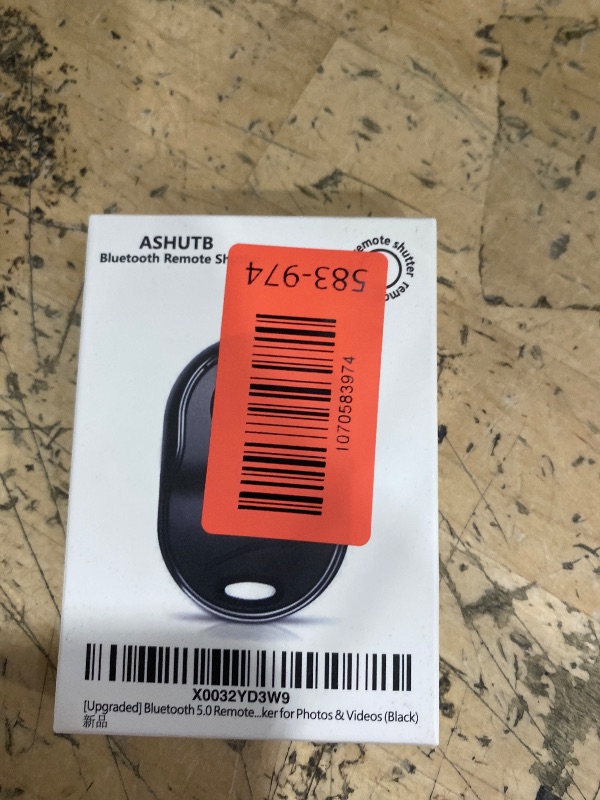 ASHUTB
Bluetooth Remote Sh
remote shutter remo
583-974
1070583974
X0032YD3W9
[Upgraded] Bluetooth 5.0 Remote...ker for Photos & Videos (Black)
新品